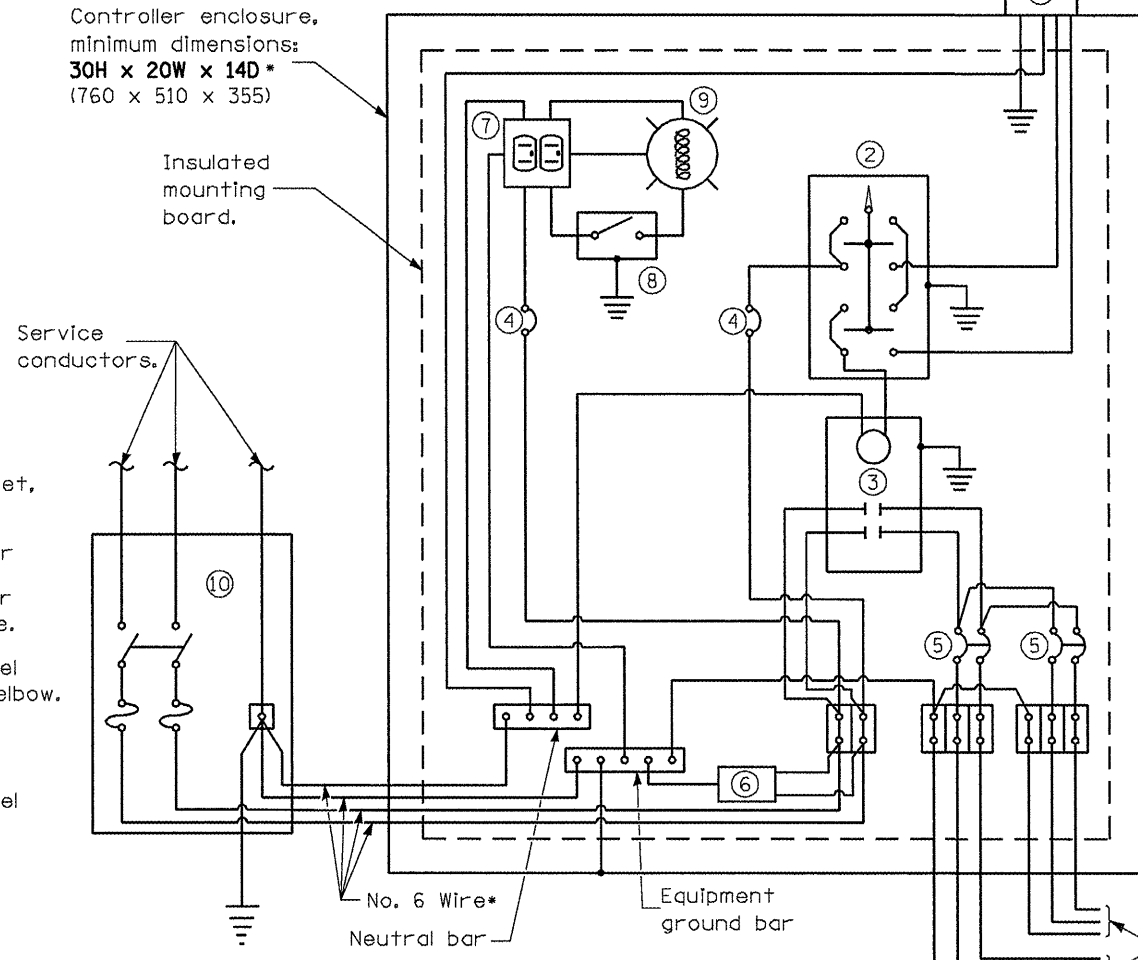 Controller enclosure,
minimum dimensions:
30H x 20W x 14D *
(760 x 510 x 355)
Insulated
mounting
board.
Service
conductors.
et,
r
r
e.
el
elbow.
el
7
9
2
8
4
4
3
10
5
5
6
No. 6 Wire*
Neutral bar
Equipment
ground bar